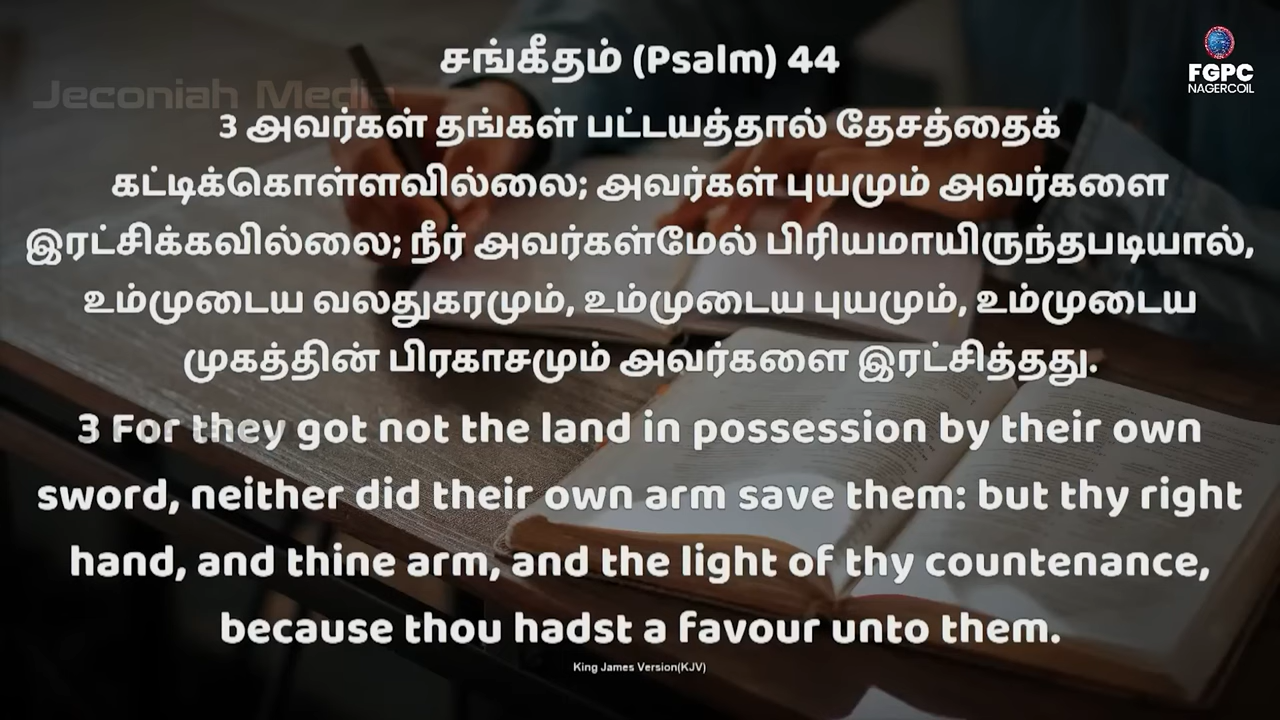 சங்கீதம் (Psalm) 44
FGPC
NAGERCOIL
Jeconiah Media
3 அவர்கள் தங்கள் பட்டயத்தால் தேசத்தைக்
கட்டிக்கொள்ளவில்லை; அவர்கள் புயமும் அவர்களை
இரட்சிக்கவில்லை; நீர் அவர்கள்மேல் பிரியமாயிருந்தபடியால்,
உம்முடைய வலதுகரமும், உம்முடைய புயமும், உம்முடைய
முகத்தின் பிரகாசமும் அவர்களை இரட்சித்தது.
3 For they got not the land in possession by their own
sword, neither did their own arm save them: but thy right
hand, and thine arm, and the light of thy countenance,
because thou hadst a favour unto them.
King James Version(KJV)